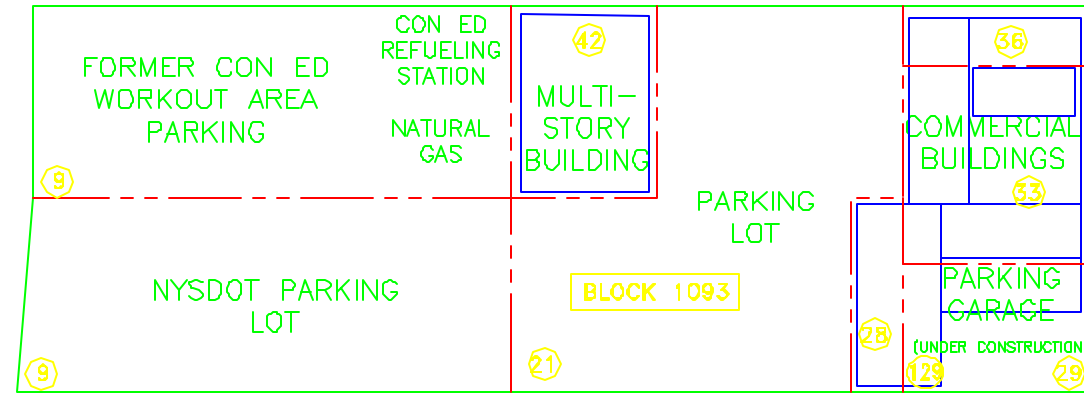 CON ED
REFUELING
STATION
42
36
FORMER CON ED
WORKOUT AREA
PARKING
MULTI-
STORY
BUILDING
NATURAL
GAS
COMMERCIAL
BUILDINGS
9
33
PARKING
LOT
NYSDOT PARKING
LOT
BLOCK 1093
PARKING
GARAGE
(UNDER CONSTRUCTION
28
9
21
129
29